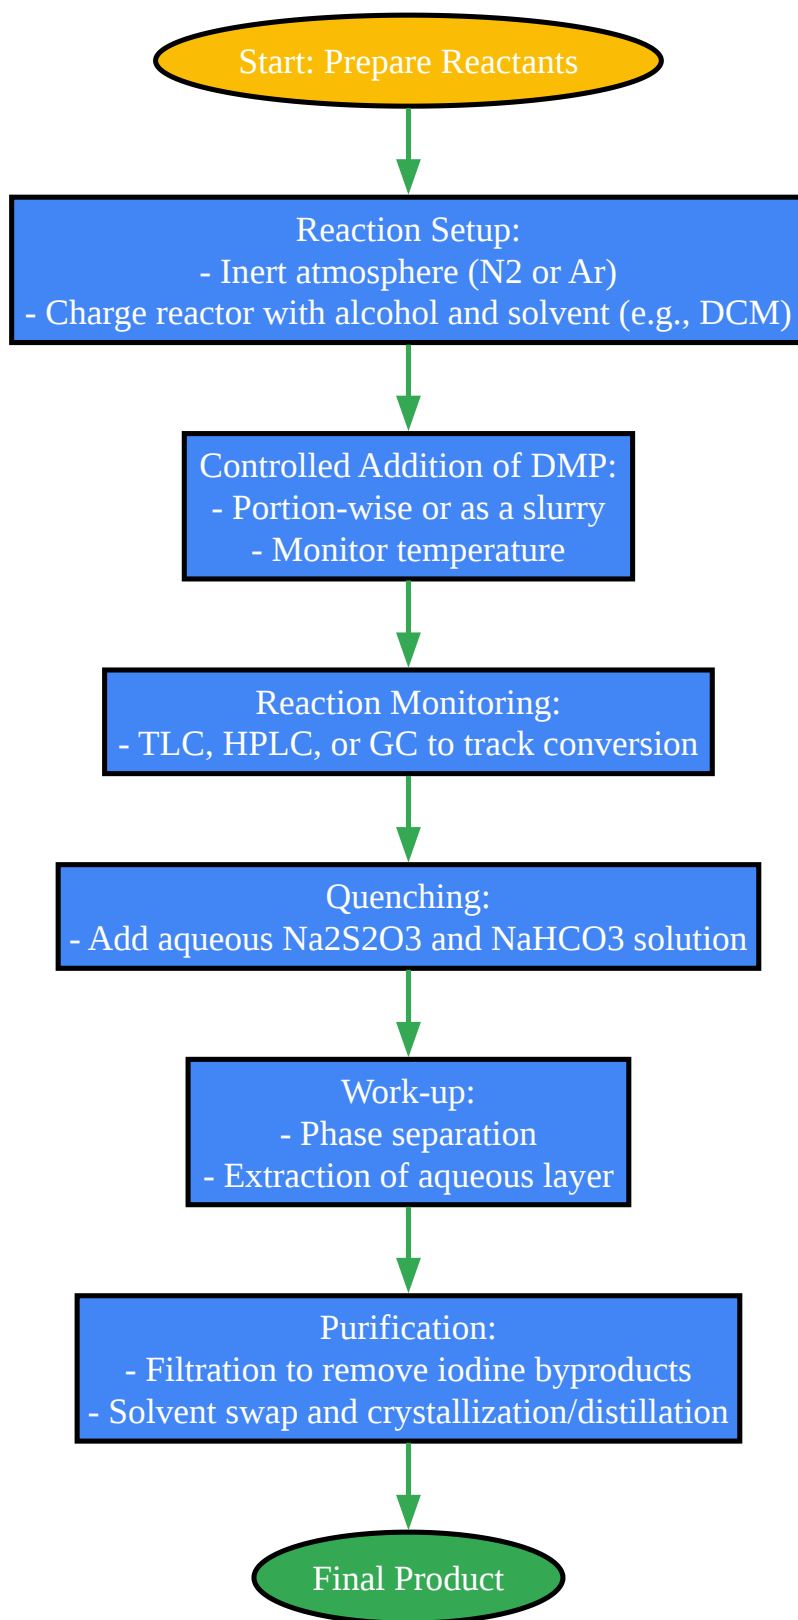 Start: Prepare Reactants
Reaction Setup:
- Inert atmosphere (N2 or Ar)
- Charge reactor with alcohol and solvent (e.g., DCM)
Controlled Addition of DMP:
- Portion-wise or as a slurry
- Monitor temperature
Reaction Monitoring:
- TLC, HPLC, or GC to track conversion
Quenching:
- Add aqueous Na2S2O3 and NaHCO3 solution
Work-up:
- Phase separation
- Extraction of aqueous layer
Purification:
- Filtration to remove iodine byproducts
- Solvent swap and crystallization/distillation
Final Product